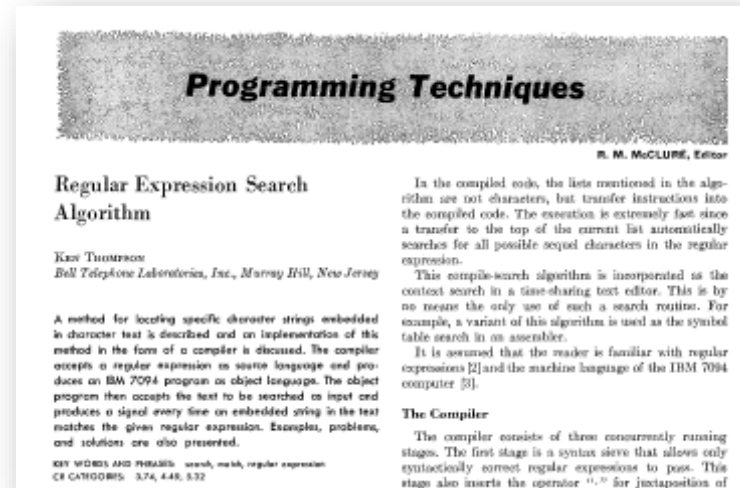 Programming Techniques
R. M. McCLURE, Editor
Regular Expression Search
Algorithm
KEN THOMPSON
Bell Telephone Laboratories, Inc., Murray Hill, New Jersey
A method for locating specific character strings embedded
in character text is described and an implementation of this
method in the form of a compiler is discussed. The compiler
accepts a regular expression as source language and pro-
duces an IBM 7094 program as object language. The object
program then accepts the text to be searched as input and
produces a signal every time an embedded string in the text
matches the given regular expression. Examples, problems,
and solutions are also presented.
KEY WORDS AND PHRASES: search, match, regular expression
CR CATEGORIES: 3.74, 4.49, 5.32
In the compiled code, the lists mentioned in the algo-
rithm are not characters, but transfer instructions into
the compiled code. The execution is extremely fast since
a transfer to the top of the current list automatically
searches for all possible sequel characters in the regular
expression.
This compile-search algorithm is incorporated as the
context search in a time-sharing text editor. This is by
no means the only use of such a search routine. For
example, a variant of this algorithm is used as the symbol
table search in an assembler.
It is assumed that the reader is familiar with regular
expressions [2] and the machine language of the IBM 7094
computer [3].
The Compiler
The compiler consists of three concurrently running
stages. The first stage is a syntax sieve that allows only
syntactically correct regular expressions to pass. This
stage also inserts the operator "·" for juxtaposition of